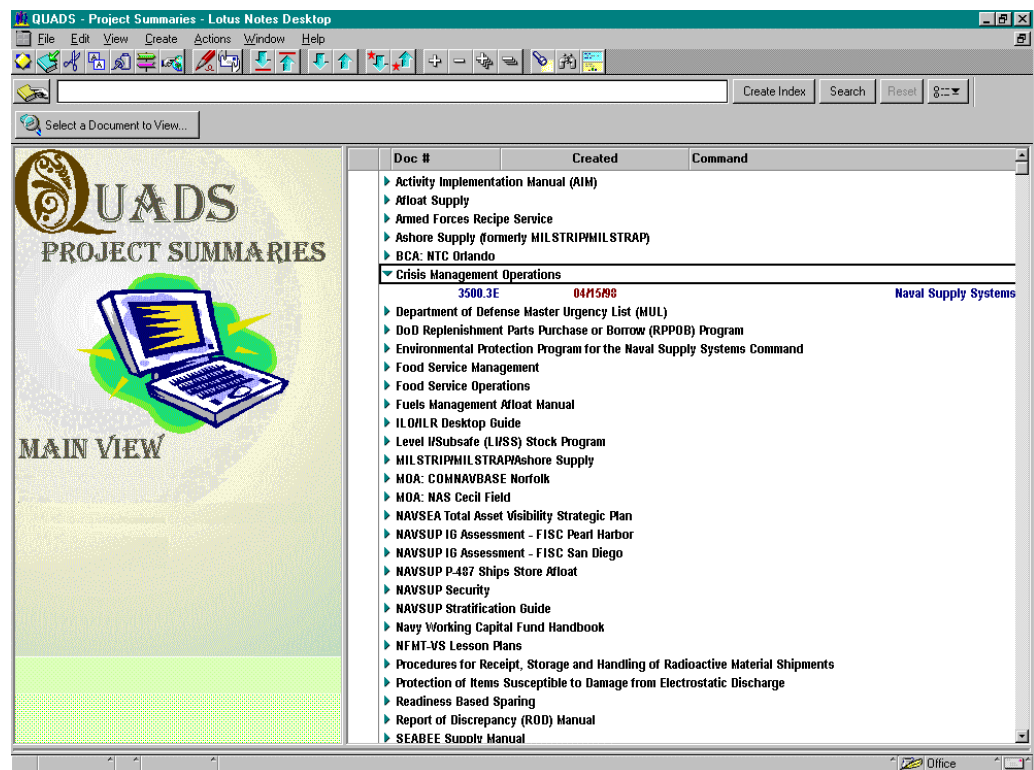 QUADS - Project Summaries - Lotus Notes Desktop
File Edit View Create Actions Window Help
Create Index Search Reset
Select a Document to View...
QUADS
PROJECT SUMMARIES
MAIN VIEW
Doc # Created Command
Activity Implementation Manual (AIM)
Afloat Supply
Armed Forces Recipe Service
Ashore Supply (formerly MILSTRIP/MILSTRAP)
BCA: NTC Orlando
Crisis Management Operations
3500.3E 04/15/98 Naval Supply Systems
Department of Defense Master Urgency List (MUL)
DoD Replenishment Parts Purchase or Borrow (RPPOB) Program
Environmental Protection Program for the Naval Supply Systems Command
Food Service Management
Food Service Operations
Fuels Management Afloat Manual
ILO/ILR Desktop Guide
Level I/Subsafe (LI/SS) Stock Program
MILSTRIP/MILSTRAP/Ashore Supply
MOA: COMNAVBASE Norfolk
MOA: NAS Cecil Field
NAVSEA Total Asset Visibility Strategic Plan
NAVSUP IG Assessment - FISC Pearl Harbor
NAVSUP IG Assessment - FISC San Diego
NAVSUP P-487 Ships Store Afloat
NAVSUP Security
NAVSUP Stratification Guide
Navy Working Capital Fund Handbook
NFMT-VS Lesson Plans
Procedures for Receipt, Storage and Handling of Radioactive Material Shipments
Protection of Items Susceptible to Damage from Electrostatic Discharge
Readiness Based Sparing
Report of Discrepancy (ROD) Manual
SEABEE Supply Manual
Office